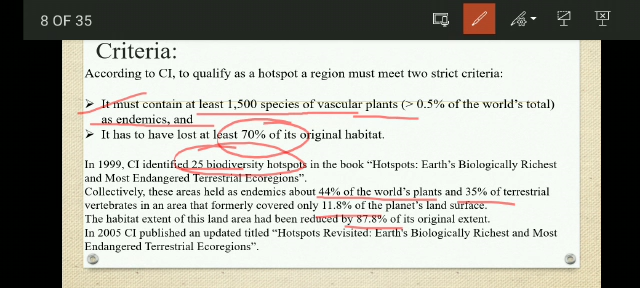 8 OF 35
Criteria:
According to CI, to qualify as a hotspot a region must meet two strict criteria:
➤ It must contain at least 1,500 species of vascular plants (> 0.5% of the world's total)
as endemics, and
➤ It has to have lost at least 70% of its original habitat.
In 1999, CI identified 25 biodiversity hotspots in the book “Hotspots: Earth's Biologically Richest
and Most Endangered Terrestrial Ecoregions”.
Collectively, these areas held as endemics about 44% of the world's plants and 35% of terrestrial
vertebrates in an area that formerly covered only 11.8% of the planet's land surface.
The habitat extent of this land area had been reduced by 87.8% of its original extent.
In 2005 CI published an updated titled “Hotspots Revisited: Earth's Biologically Richest and Most
Endangered Terrestrial Ecoregions”.